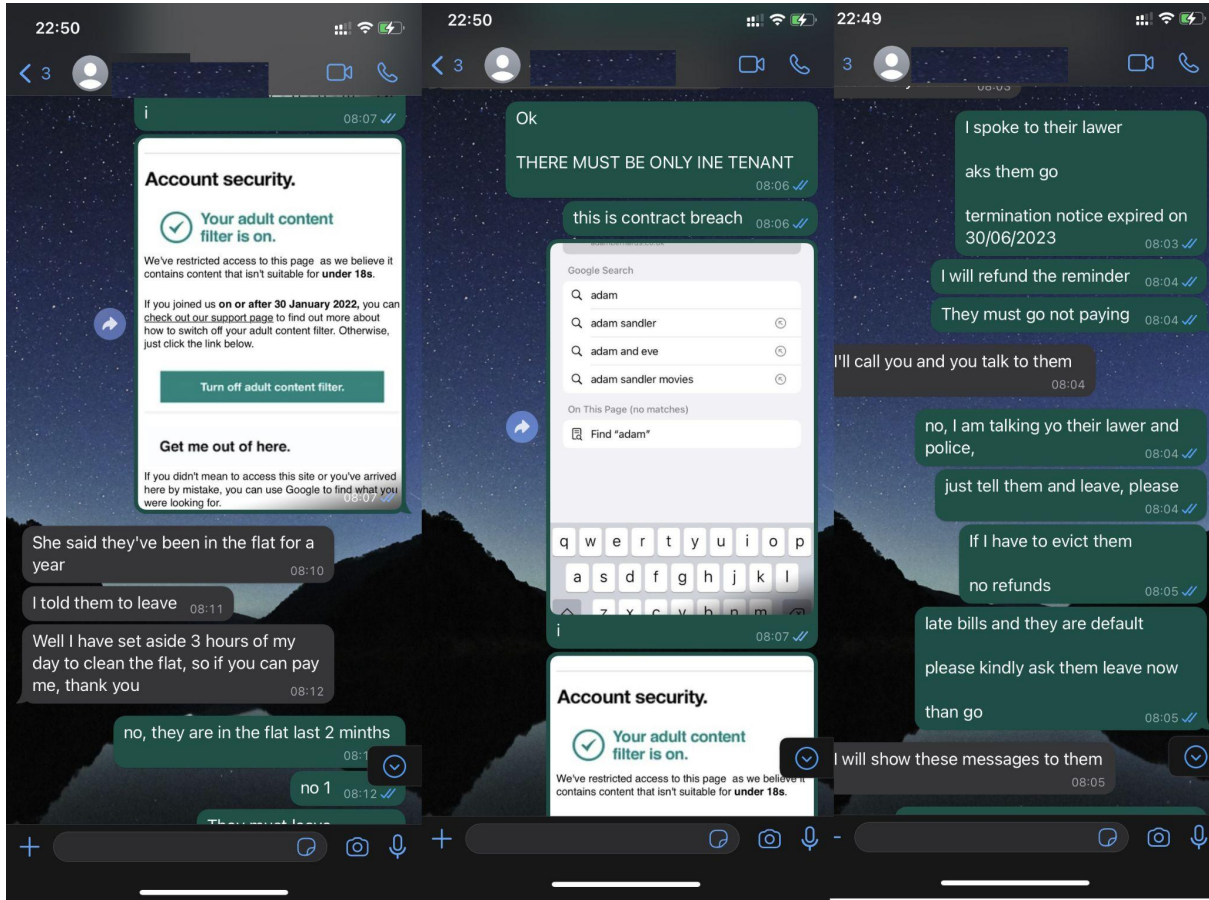 22:50
3
i
08:07
Account security.
Your adult content
filter is on.
We've restricted access to this page as we believe it
contains content that isn't suitable for under 18s.
If you joined us on or after 30 January 2022, you can
check out our support page to find out more about
how to switch off your adult content filter. Otherwise,
just click the link below.
Turn off adult content filter.
Get me out of here.
If you didn't mean to access this site or you've arrived
here by mistake, you can use Google to find what you
were looking for.
08:07
She said they've been in the flat for a
year
08:10
I told them to leave 08:11
Well I have set aside 3 hours of my
day to clean the flat, so if you can pay
me, thank you
08:12
no, they are in the flat last 2 minths
08:1
no 1 08:12
22:50
3
Ok
THERE MUST BE ONLY INE TENANT
08:06
this is contract breach 08:06
Google Search
adam
adam sandler
adam and eve
adam sandler movies
On This Page (no matches)
Find "adam"
q w e r t y u i o p
a s d f g h j k l
z x c v b n m
i
08:07
Account security.
Your adult content
filter is on.
We've restricted access to this page as we believe it
contains content that isn't suitable for under 18s.
22:49
3
08:03
I spoke to their lawer
aks them go
termination notice expired on
30/06/2023
08:03
I will refund the reminder 08:04
They must go not paying 08:04
I'll call you and you talk to them
08:04
no, I am talking yo their lawer and
police,
08:04
just tell them and leave, please
08:04
If I have to evict them
no refunds
08:05
late bills and they are default
please kindly ask them leave now
than go
08:05
I will show these messages to them
08:05